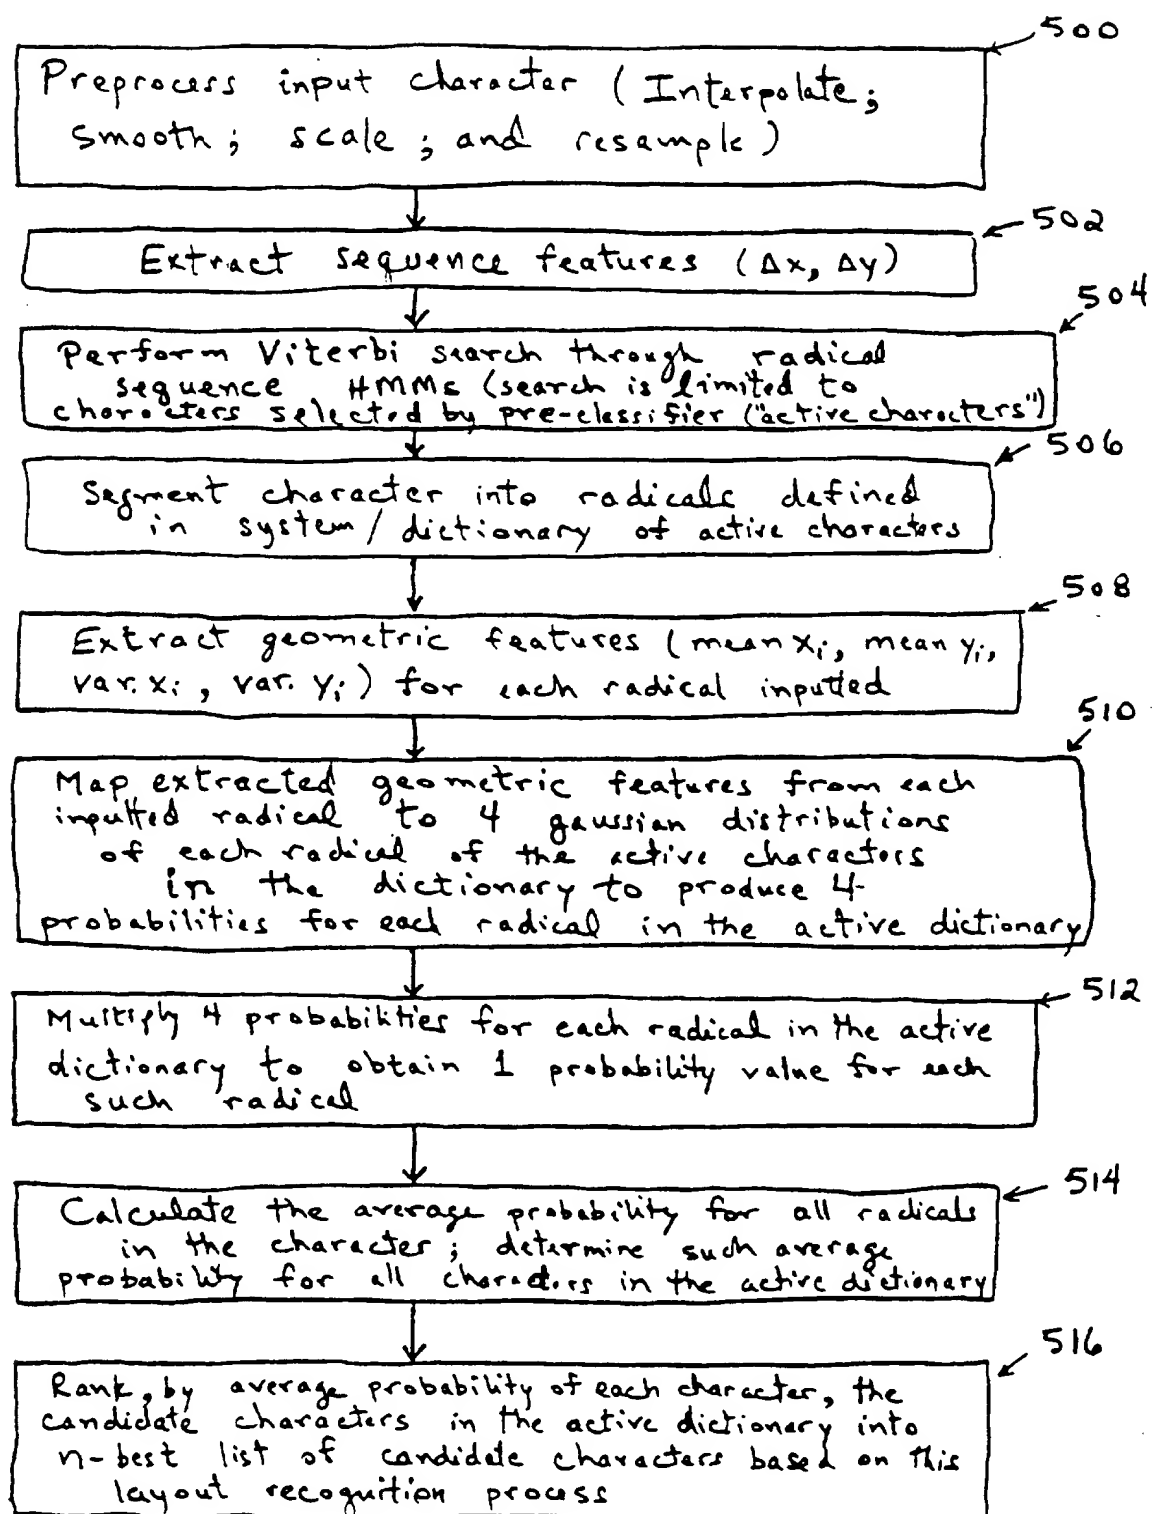 500
Preprocess input character (Interpolate;
smooth; scale; and resample)
502
Extract sequence features (Δx, Δy)
504
Perform Viterbi search through radical
sequence HMMs (search is limited to
characters selected by pre-classifier ("active characters")
506
Segment character into radicals defined
in system/dictionary of active characters
508
Extract geometric features (mean xᵢ, mean yᵢ,
var. xᵢ, var. yᵢ) for each radical inputted
510
Map extracted geometric features from each
inputted radical to 4 gaussian distributions
of each radical of the active characters
in the dictionary to produce 4
probabilities for each radical in the active dictionary
512
Multiply 4 probabilities for each radical in the active
dictionary to obtain 1 probability value for each
such radical
514
Calculate the average probability for all radicals
in the character; determine such average
probability for all characters in the active dictionary
516
Rank, by average probability of each character, the
candidate characters in the active dictionary into
n-best list of candidate characters based on this
layout recognition process